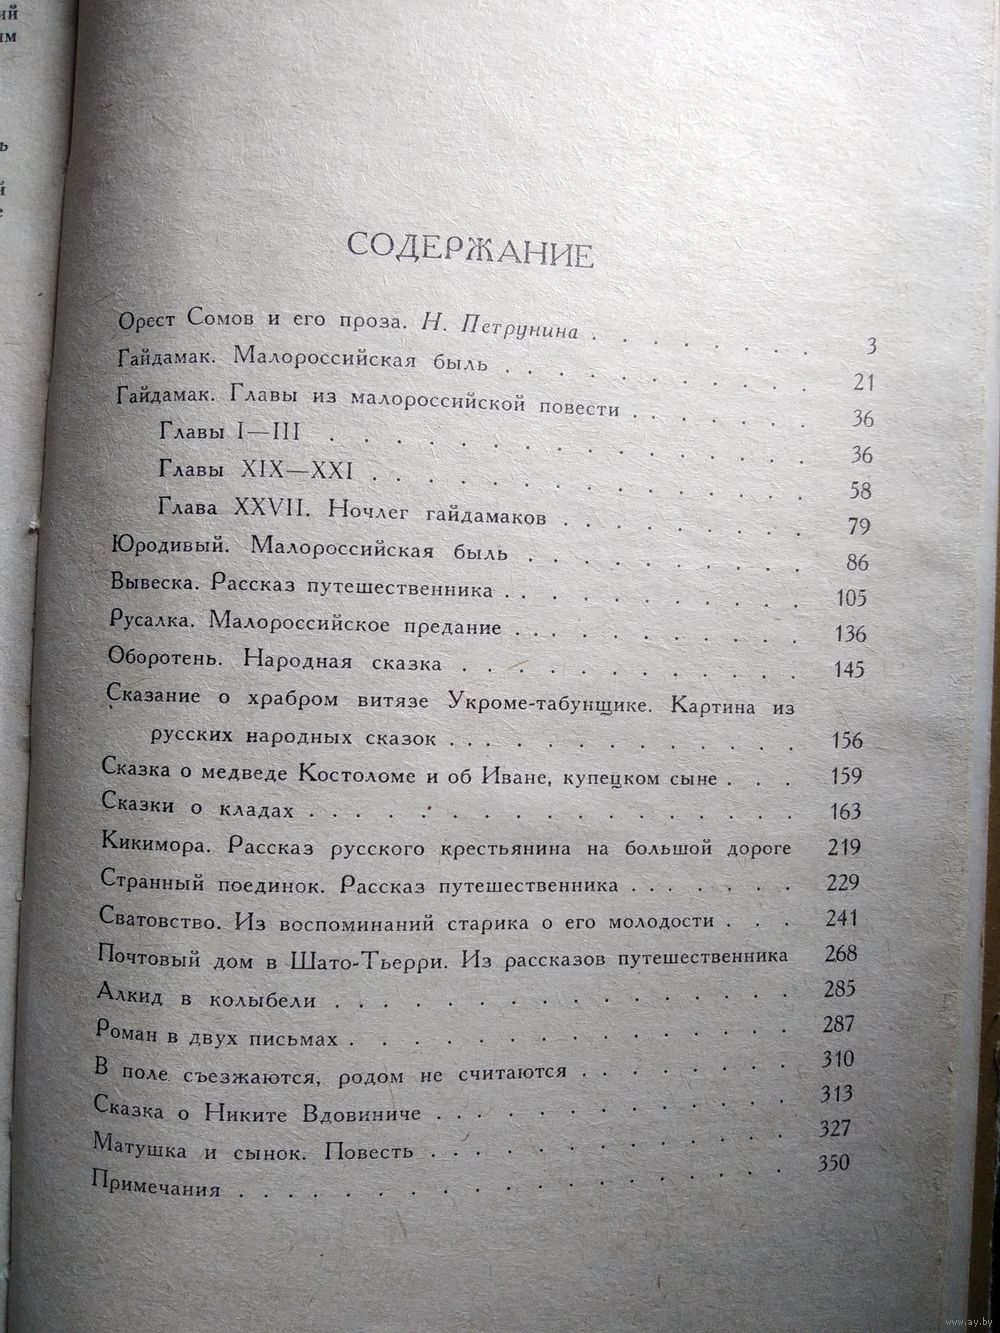 СОДЕРЖАНИЕ
Орест Сомов и его проза. Н. Петрунина . . . . . . . . 3
Гайдамак. Малороссийская быль . . . . . . . . . . . 21
Гайдамак. Главы из малороссийской повести . . . . . . . 36
Главы I—III . . . . . . . . . . . . . . . . 36
Главы XIX—XXI . . . . . . . . . . . . . . . 58
Глава XXVII. Ночлег гайдамаков . . . . . . . . . 79
Юродивый. Малороссийская быль . . . . . . . . . . . 86
Вывеска. Рассказ путешественника . . . . . . . . . . . 105
Русалка. Малороссийское предание . . . . . . . . . . . 136
Оборотень. Народная сказка . . . . . . . . . . . . 145
Сказание о храбром витязе Укроме-табунщике. Картина из
русских народных сказок . . . . . . . . . . . . . 156
Сказка о медведе Костоломе и об Иване, купецком сыне . . . 159
Сказки о кладах . . . . . . . . . . . . . . . . . 163
Кикимора. Рассказ русского крестьянина на большой дороге 219
Странный поединок. Рассказ путешественника . . . . . . 229
Сватовство. Из воспоминаний старика о его молодости . . . 241
Почтовый дом в Шато-Тьерри. Из рассказов путешественника 268
Алкид в колыбели . . . . . . . . . . . . . . . . 285
Роман в двух письмах . . . . . . . . . . . . . . . 287
В поле съезжаются, родом не считаются . . . . . . . . 310
Сказка о Никите Вдовиниче . . . . . . . . . . . . . 313
Матушка и сынок. Повесть . . . . . . . . . . . . . 327
Примечания . . . . . . . . . . . . . . . . . . . 350
www.ay.by